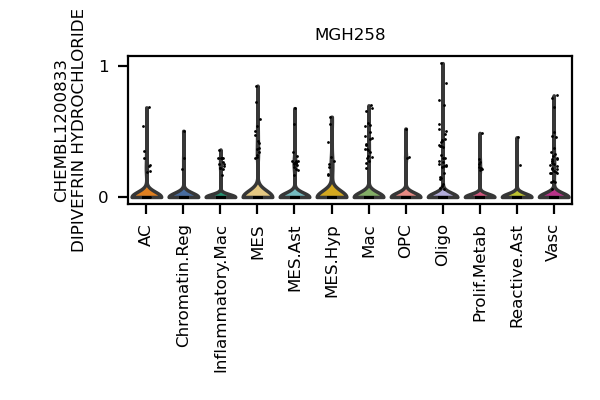 MGH258
CHEMBL1200833
DIPIVEFRIN HYDROCHLORIDE
1
0
AC
Chromatin.Reg
Inflammatory.Mac
MES
MES.Ast
MES.Hyp
Mac
OPC
Oligo
Prolif.Metab
Reactive.Ast
Vasc